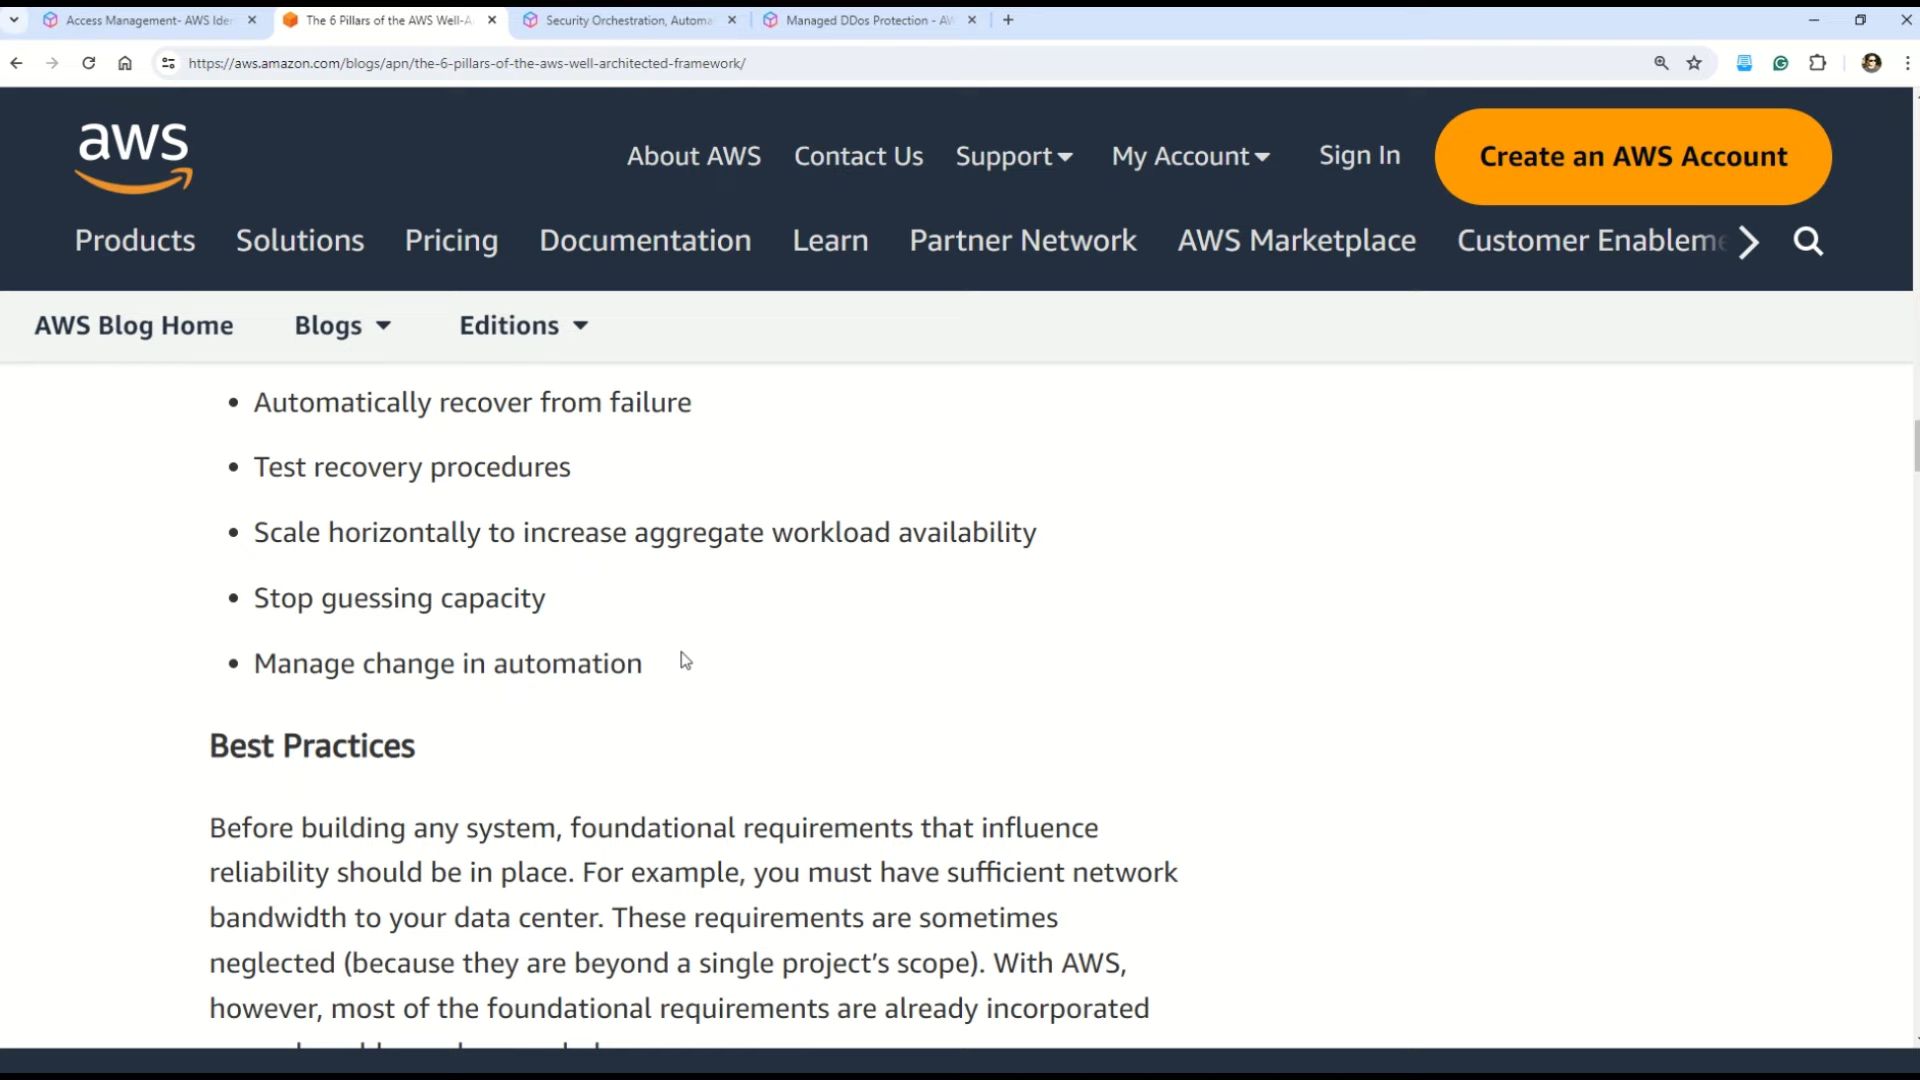 Access Management- AWS Ide
The 6 Pillars of the AWS Well-A
Security Orchestration, Automa
Managed DDos Protection - AW
https://aws.amazon.com/blogs/apn/the-6-pillars-of-the-aws-well-architected-framework/
aws
About AWS
Contact Us
Support
My Account
Sign In
Create an AWS Account
Products
Solutions
Pricing
Documentation
Learn
Partner Network
AWS Marketplace
Customer Enableme
AWS Blog Home
Blogs
Editions
• Automatically recover from failure
• Test recovery procedures
• Scale horizontally to increase aggregate workload availability
• Stop guessing capacity
• Manage change in automation
Best Practices
Before building any system, foundational requirements that influence
reliability should be in place. For example, you must have sufficient network
bandwidth to your data center. These requirements are sometimes
neglected (because they are beyond a single project’s scope). With AWS,
however, most of the foundational requirements are already incorporated